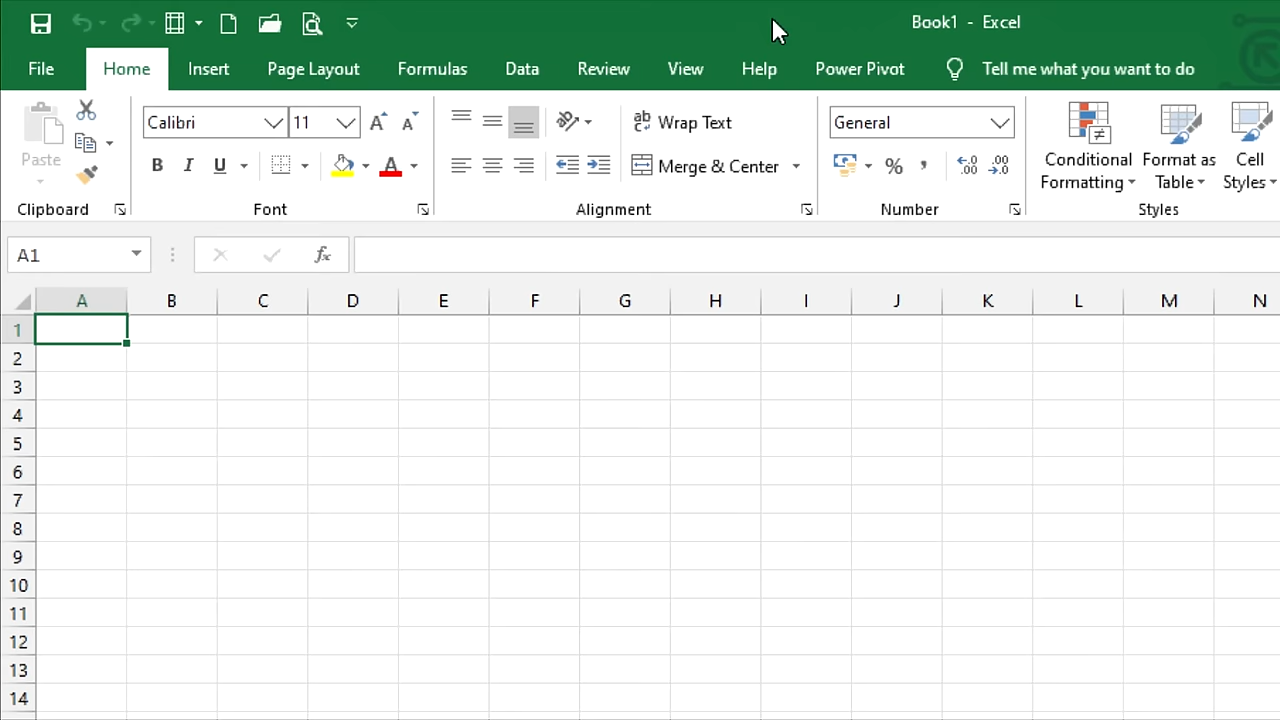 Book1 - Excel
File Home Insert Page Layout Formulas Data Review View Help Power Pivot Tell me what you want to do
Paste
Calibri 11
B I U A
ab Wrap Text
Merge & Center
General
% ,
Conditional Formatting
Format as Table
Cell Styles
Clipboard Font Alignment Number Styles
A1 fx
A B C D E F G H I J K L M N
1
2
3
4
5
6
7
8
9
10
11
12
13
14